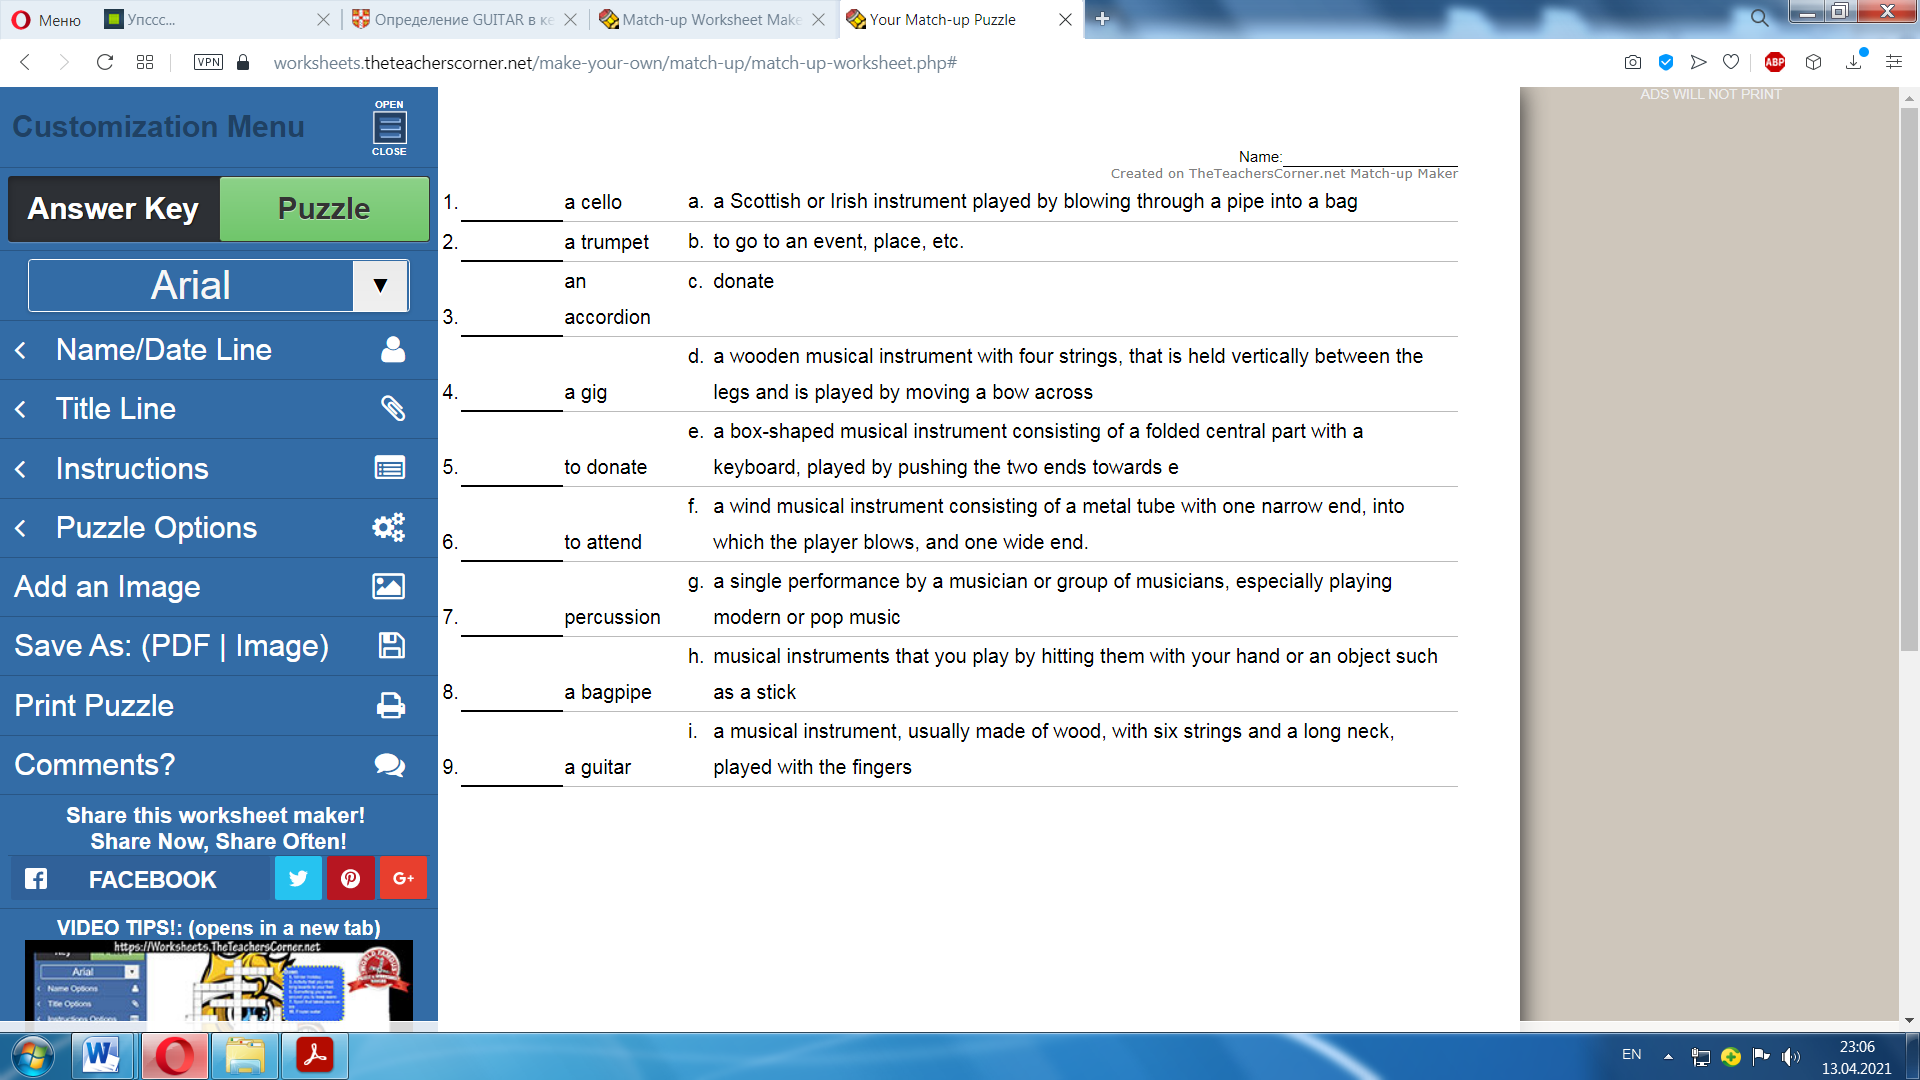 Меню
Упссс...
Определение GUITAR в ке
Match-up Worksheet Make
Your Match-up Puzzle
VPN
worksheets.theteacherscorner.net/make-your-own/match-up/match-up-worksheet.php#
ABP
Customization Menu
OPEN
CLOSE
Answer Key
Puzzle
Arial
Name/Date Line
Title Line
Instructions
Puzzle Options
Add an Image
Save As: (PDF | Image)
Print Puzzle
Comments?
Share this worksheet maker!
Share Now, Share Often!
FACEBOOK
G+
VIDEO TIPS!: (opens in a new tab)
https://Worksheets.TheTeachersCorner.net
Arial
Name Options
Title Options
Instructions Options
ADS WILL NOT PRINT
Name:
Created on TheTeachersCorner.net Match-up Maker
1. a cello a. a Scottish or Irish instrument played by blowing through a pipe into a bag
2. a trumpet b. to go to an event, place, etc.
an c. donate
3. accordion
d. a wooden musical instrument with four strings, that is held vertically between the
4. a gig legs and is played by moving a bow across
e. a box-shaped musical instrument consisting of a folded central part with a
5. to donate keyboard, played by pushing the two ends towards e
f. a wind musical instrument consisting of a metal tube with one narrow end, into
6. to attend which the player blows, and one wide end.
g. a single performance by a musician or group of musicians, especially playing
7. percussion modern or pop music
h. musical instruments that you play by hitting them with your hand or an object such
8. a bagpipe as a stick
i. a musical instrument, usually made of wood, with six strings and a long neck,
9. a guitar played with the fingers
EN
23:06
13.04.2021